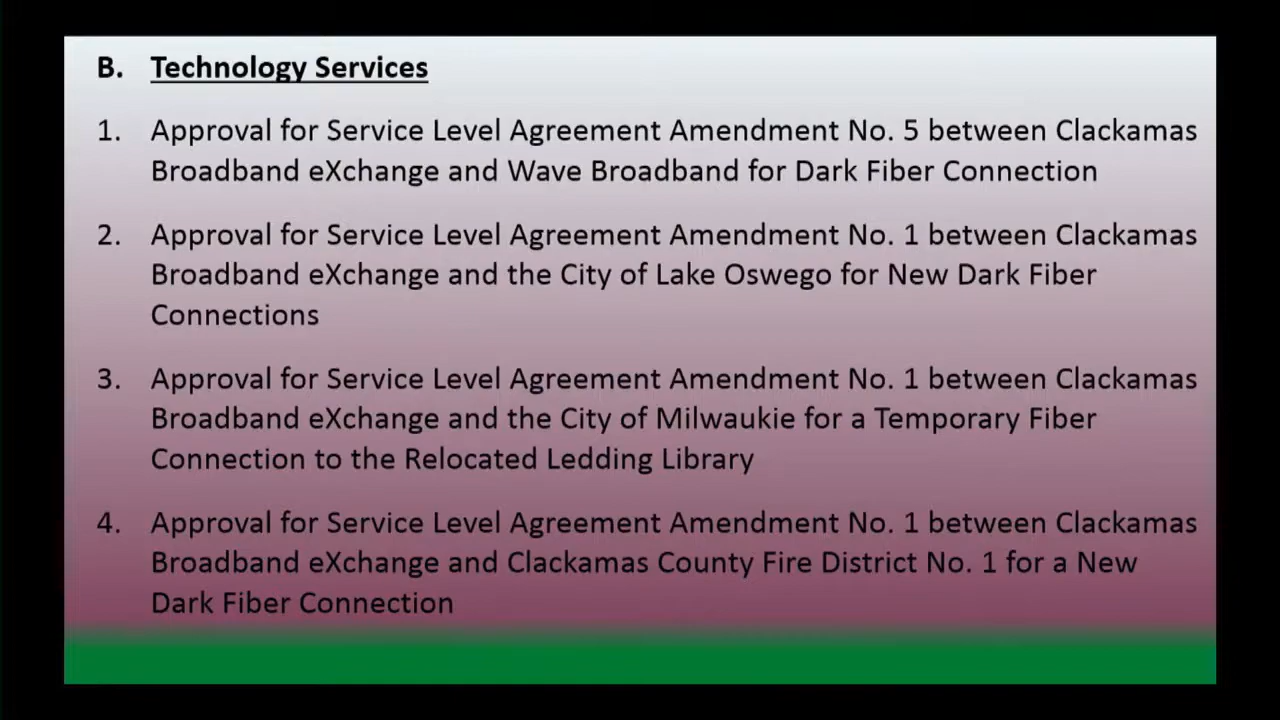 B. Technology Services
1. Approval for Service Level Agreement Amendment No. 5 between Clackamas
Broadband eXchange and Wave Broadband for Dark Fiber Connection
2. Approval for Service Level Agreement Amendment No. 1 between Clackamas
Broadband eXchange and the City of Lake Oswego for New Dark Fiber
Connections
3. Approval for Service Level Agreement Amendment No. 1 between Clackamas
Broadband eXchange and the City of Milwaukie for a Temporary Fiber
Connection to the Relocated Ledding Library
4. Approval for Service Level Agreement Amendment No. 1 between Clackamas
Broadband eXchange and Clackamas County Fire District No. 1 for a New
Dark Fiber Connection